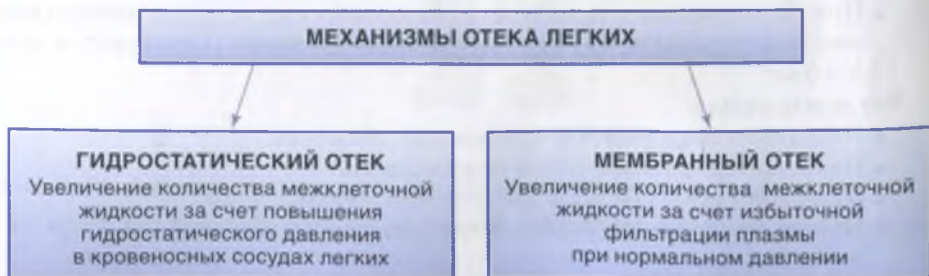 МЕХАНИЗМЫ ОТЕКА ЛЕГКИХ
ГИДРОСТАТИЧЕСКИЙ ОТЕК
Увеличение количества межклеточной
жидкости за счет повышения
гидростатического давления
в кровеносных сосудах легких
МЕМБРАННЫЙ ОТЕК
Увеличение количества межклеточной
жидкости за счет избыточной
фильтрации плазмы
при нормальном давлении